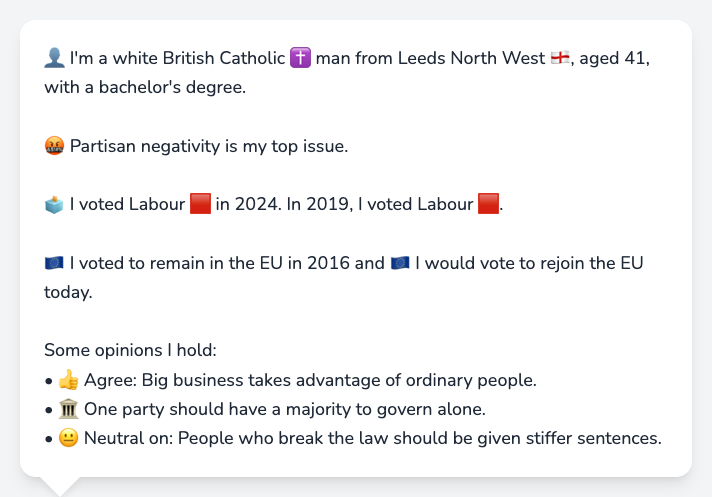 👤 I'm a white British Catholic ✝️ man from Leeds North West 🏴󠁧󠁢󠁥󠁮󠁧󠁿, aged 41,
with a bachelor's degree.
🤬 Partisan negativity is my top issue.
🗳️ I voted Labour 🟥 in 2024. In 2019, I voted Labour 🟥.
🇪🇺 I voted to remain in the EU in 2016 and 🇪🇺 I would vote to rejoin the EU
today.
Some opinions I hold:
• 👍 Agree: Big business takes advantage of ordinary people.
• 🏛️ One party should have a majority to govern alone.
• 😐 Neutral on: People who break the law should be given stiffer sentences.